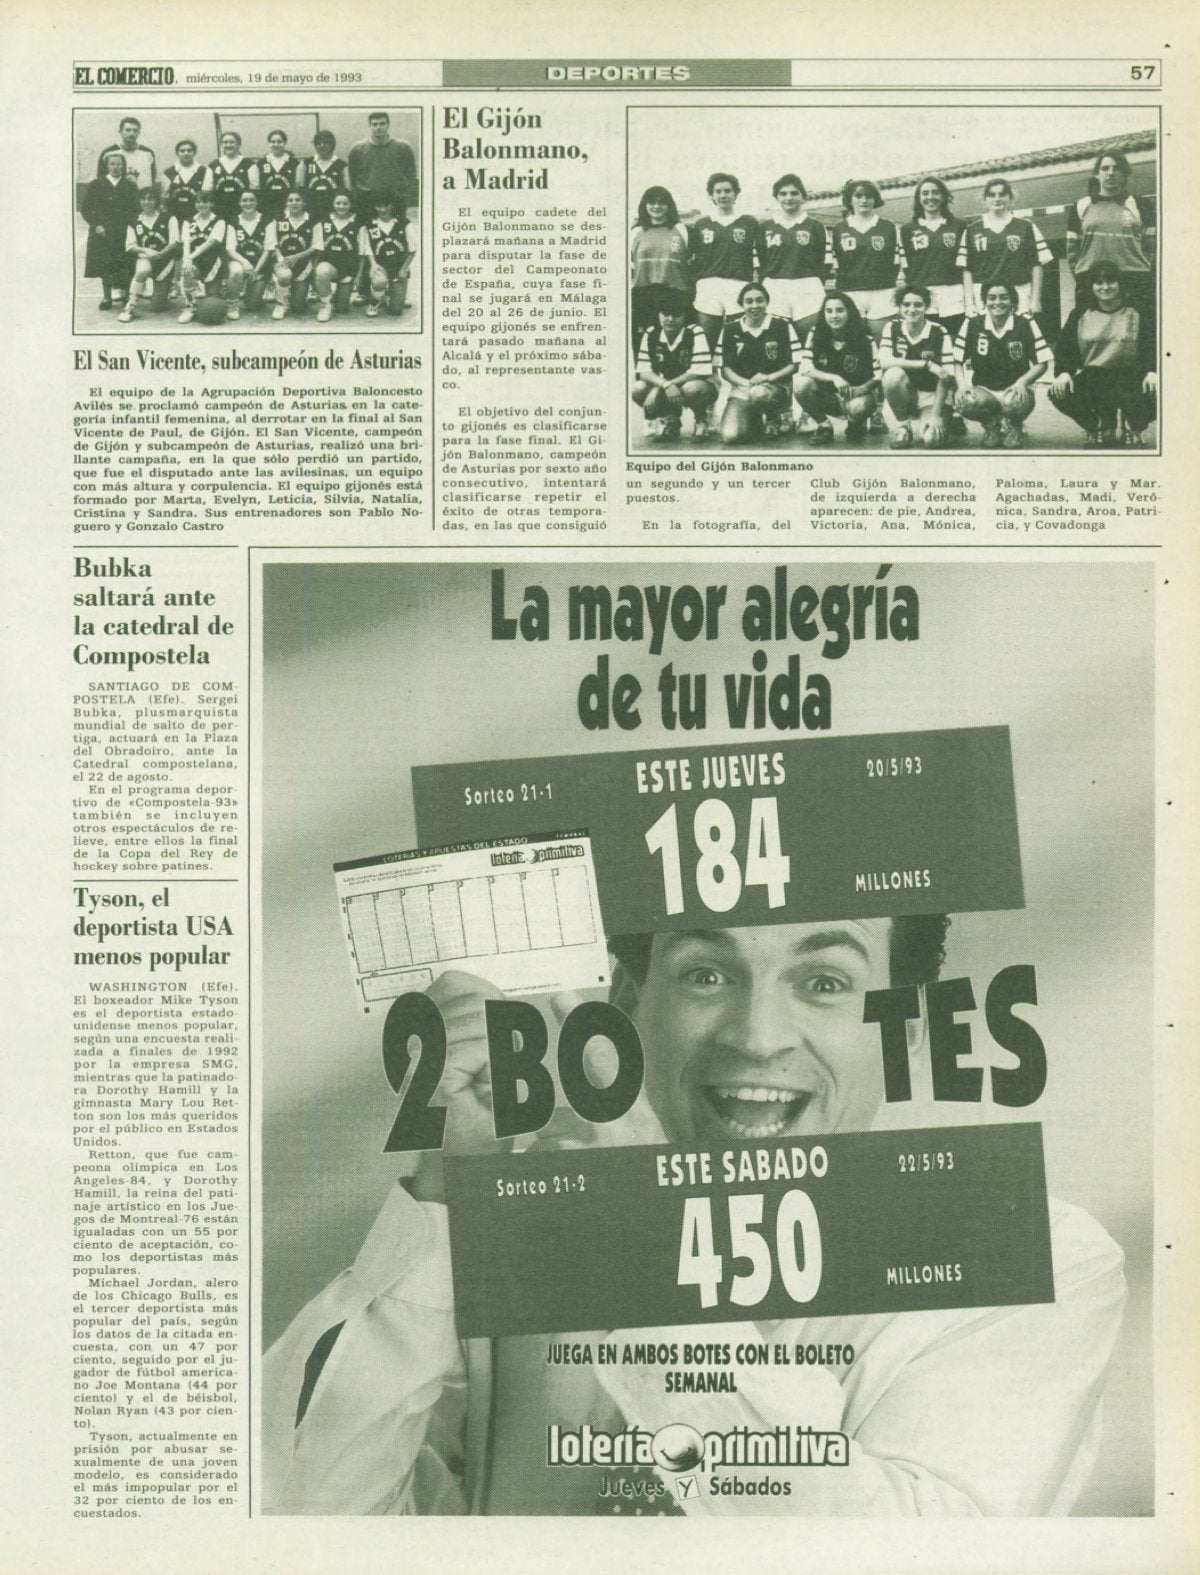 EL COMERCIO, miércoles, 19 de mayo de 1993
DEPORTES
57
El San Vicente, subcampeón de Asturias
El equipo de la Agrupación Deportiva Baloncesto
Avilés se proclamó campeón de Asturias en la cate-
goría infantil femenina, al derrotar en la final al San
Vicente de Paul, de Gijón. El San Vicente, campeón
de Gijón y subcampeón de Asturias, realizó una bri-
llante campaña, en la que sólo perdió un partido,
que fue el disputado ante las avilesinas, un equipo
con más altura y corpulencia. El equipo gijonés está
formado por Marta, Evelyn, Leticia, Silvia, Natalia,
Cristina y Sandra. Sus entrenadores son Pablo No-
guero y Gonzalo Castro
El Gijón
Balonmano,
a Madrid
El equipo cadete del
Gijón Balonmano se des-
plazará mañana a Madrid
para disputar la fase de
sector del Campeonato
de España, cuya fase fi-
nal se jugará en Málaga
del 20 al 26 de junio. El
equipo gijonés se enfren-
tará pasado mañana al
Alcalá y el próximo sába-
do, al representante vas-
co.
El objetivo del conjun-
to gijonés es clasificarse
para la fase final. El Gi-
jón Balonmano, campeón
de Asturias por sexto año
consecutivo, intentará
clasificarse repetir el
éxito de otras tempora-
das, en las que consiguió
Equipo del Gijón Balonmano
un segundo y un tercer
puestos.
En la fotografía, del
Club Gijón Balonmano,
de izquierda a derecha
aparecen: de pie, Andrea,
Victoria, Ana, Mónica,
Paloma, Laura y Mar.
Agachadas, Madi, Veró-
nica, Sandra, Aroa, Patri-
cia, y Covadonga
Bubka
saltará ante
la catedral de
Compostela
SANTIAGO DE COM-
POSTELA (Efe). Sergei
Bubka, plusmarquista
mundial de salto de per-
tiga, actuará en la Plaza
del Obradoiro, ante la
Catedral compostelana,
el 22 de agosto.
En el programa depor-
tivo de «Compostela-93»
también se incluyen
otros espectáculos de re-
lieve, entre ellos la final
de la Copa del Rey de
hockey sobre patines.
Tyson, el
deportista USA
menos popular
WASHINGTON (Efe).
El boxeador Mike Tyson
es el deportista estado-
unidense menos popular,
según una encuesta reali-
zada a finales de 1992
por la empresa SMG,
mientras que la patinado-
ra Dorothy Hamill y la
gimnasta Mary Lou Ret-
ton son los más queridos
por el público en Estados
Unidos.
Retton, que fue cam-
peona olímpica en Los
Angeles-84, y Dorothy
Hamill, la reina del pati-
naje artístico en los Jue-
gos de Montreal-76 están
igualadas con un 55 por
ciento de aceptación, co-
mo los deportistas más
populares.
Michael Jordan, alero
de los Chicago Bulls, es
el tercer deportista más
popular del país, según
los datos de la citada en-
cuesta, con un 47 por
ciento, seguido por el ju-
gador de fútbol america-
no Joe Montana (44 por
ciento) y el de béisbol,
Nolan Ryan (43 por cien-
to).
Tyson, actualmente en
prisión por abusar se-
xualmente de una joven
modelo, es considerado
el más impopular por el
32 por ciento de los en-
cuestados.
La mayor alegría
de tu vida
Sorteo 21-1
ESTE JUEVES
20/5/93
184
MILLONES
LOTERIAS Y APUESTAS DEL ESTADO
lotería primitiva
2 BOTES
Sorteo 21-2
ESTE SABADO
22/5/93
450
MILLONES
JUEGA EN AMBOS BOTES CON EL BOLETO
SEMANAL
lotería primitiva
Jueves Y Sábados